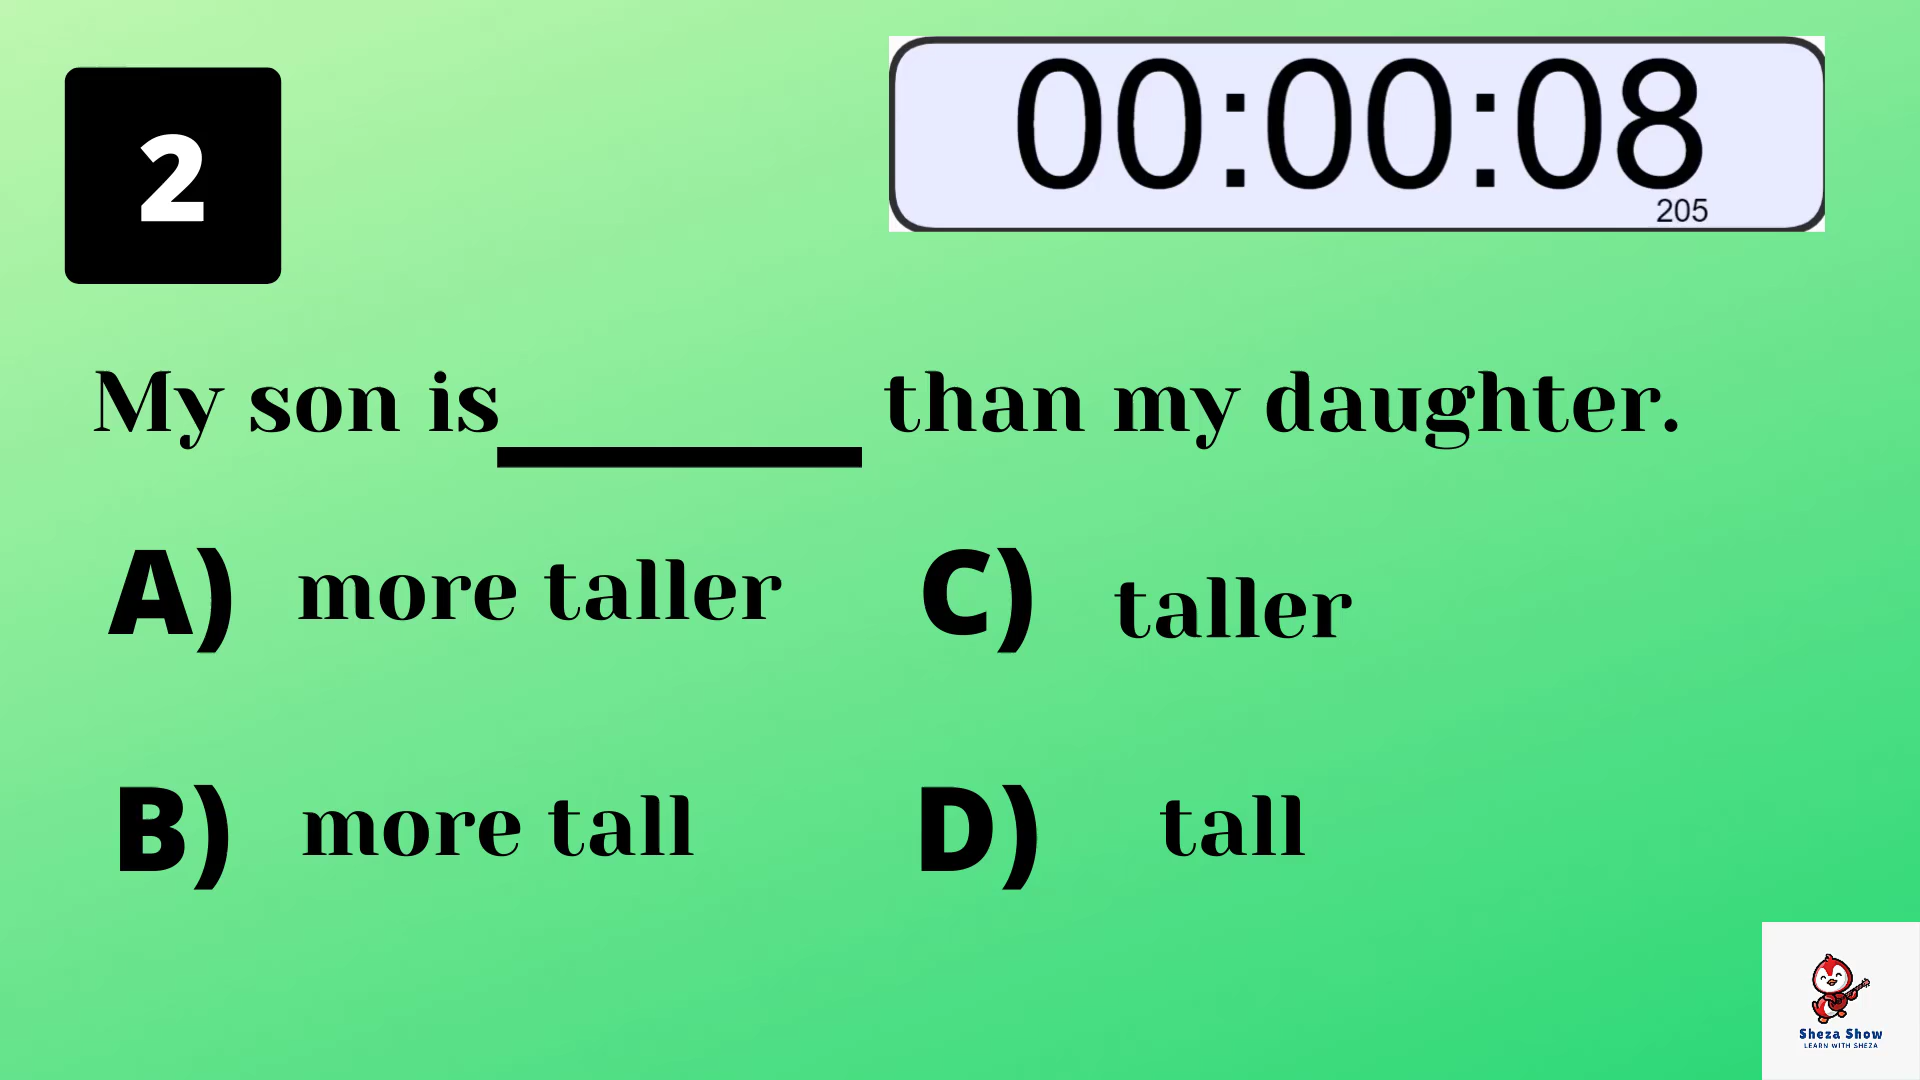 2
00:00:08
205
My son is than my daughter.
A) more taller
C) taller
B) more tall
D) tall
Sheza Show
LEARN WITH SHEZA